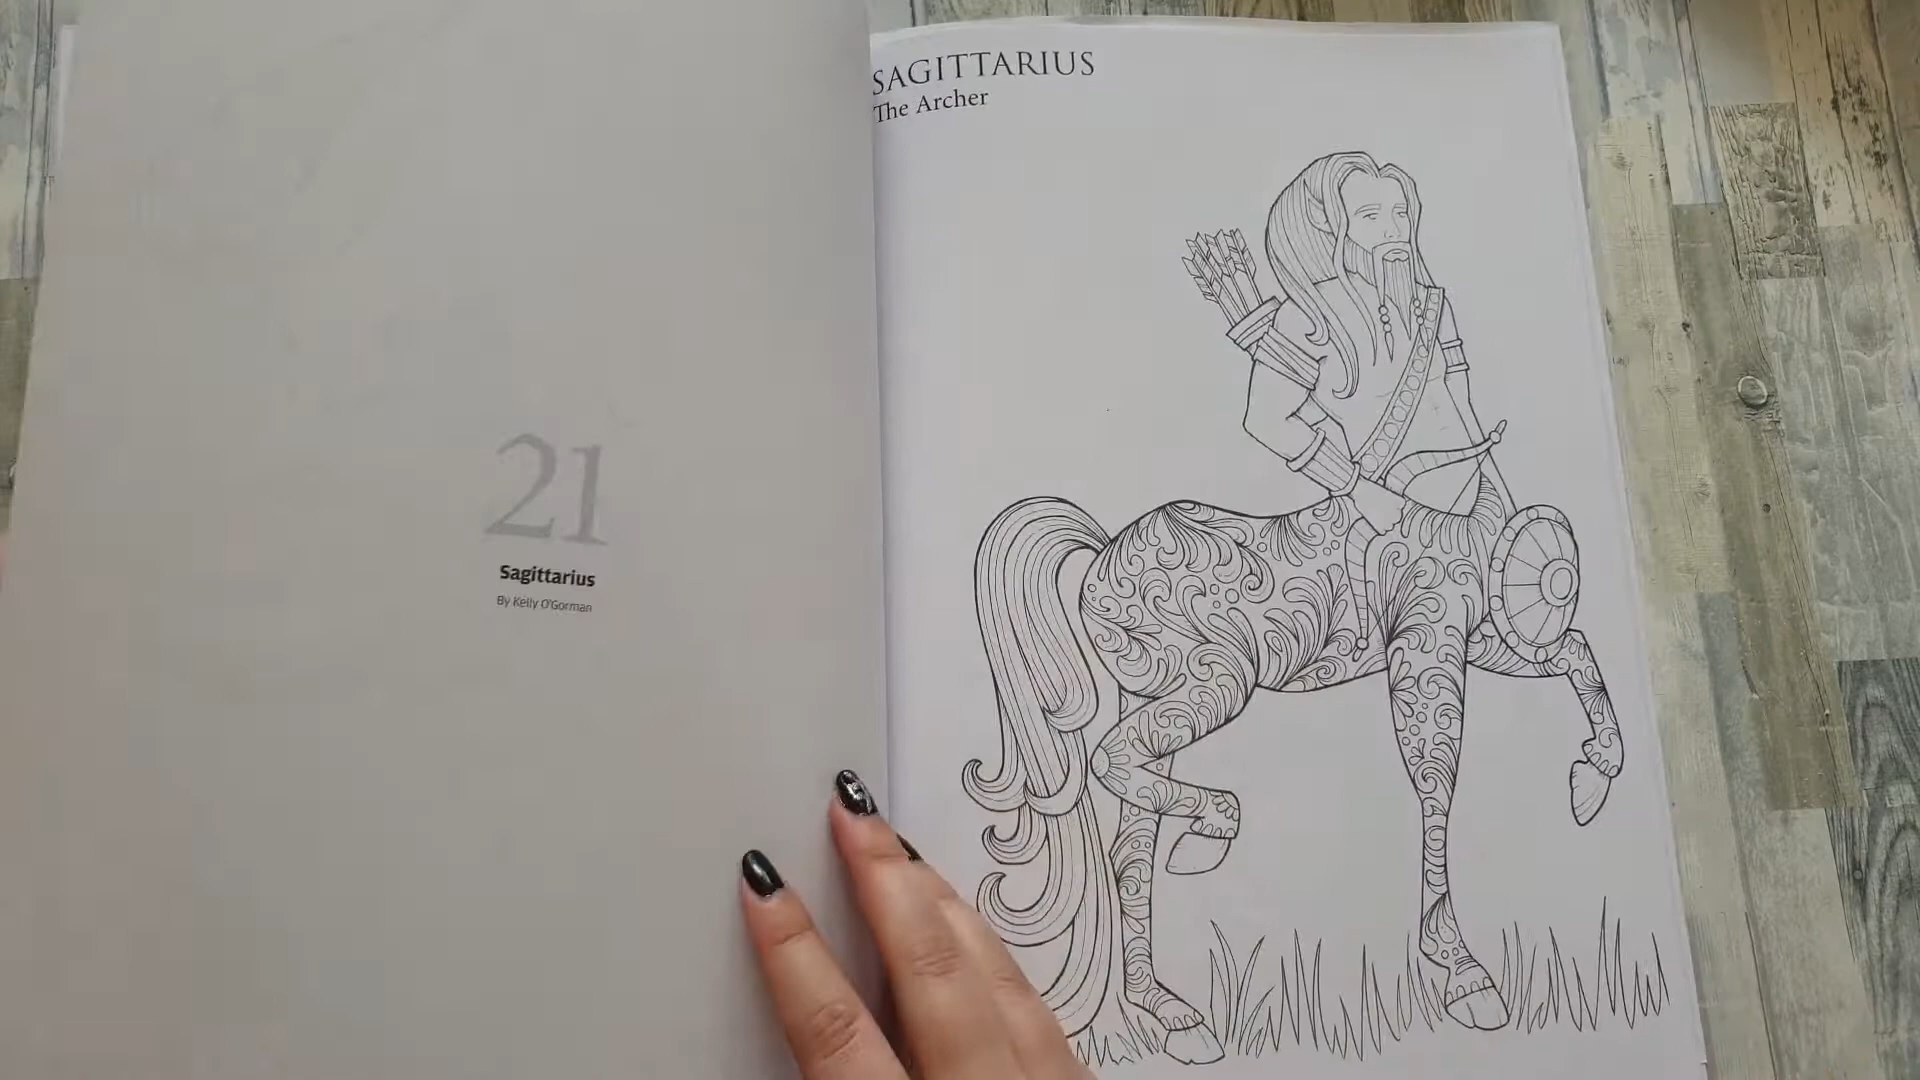 21
Sagittarius
By Kelly O'Gorman
SAGITTARIUS
The Archer